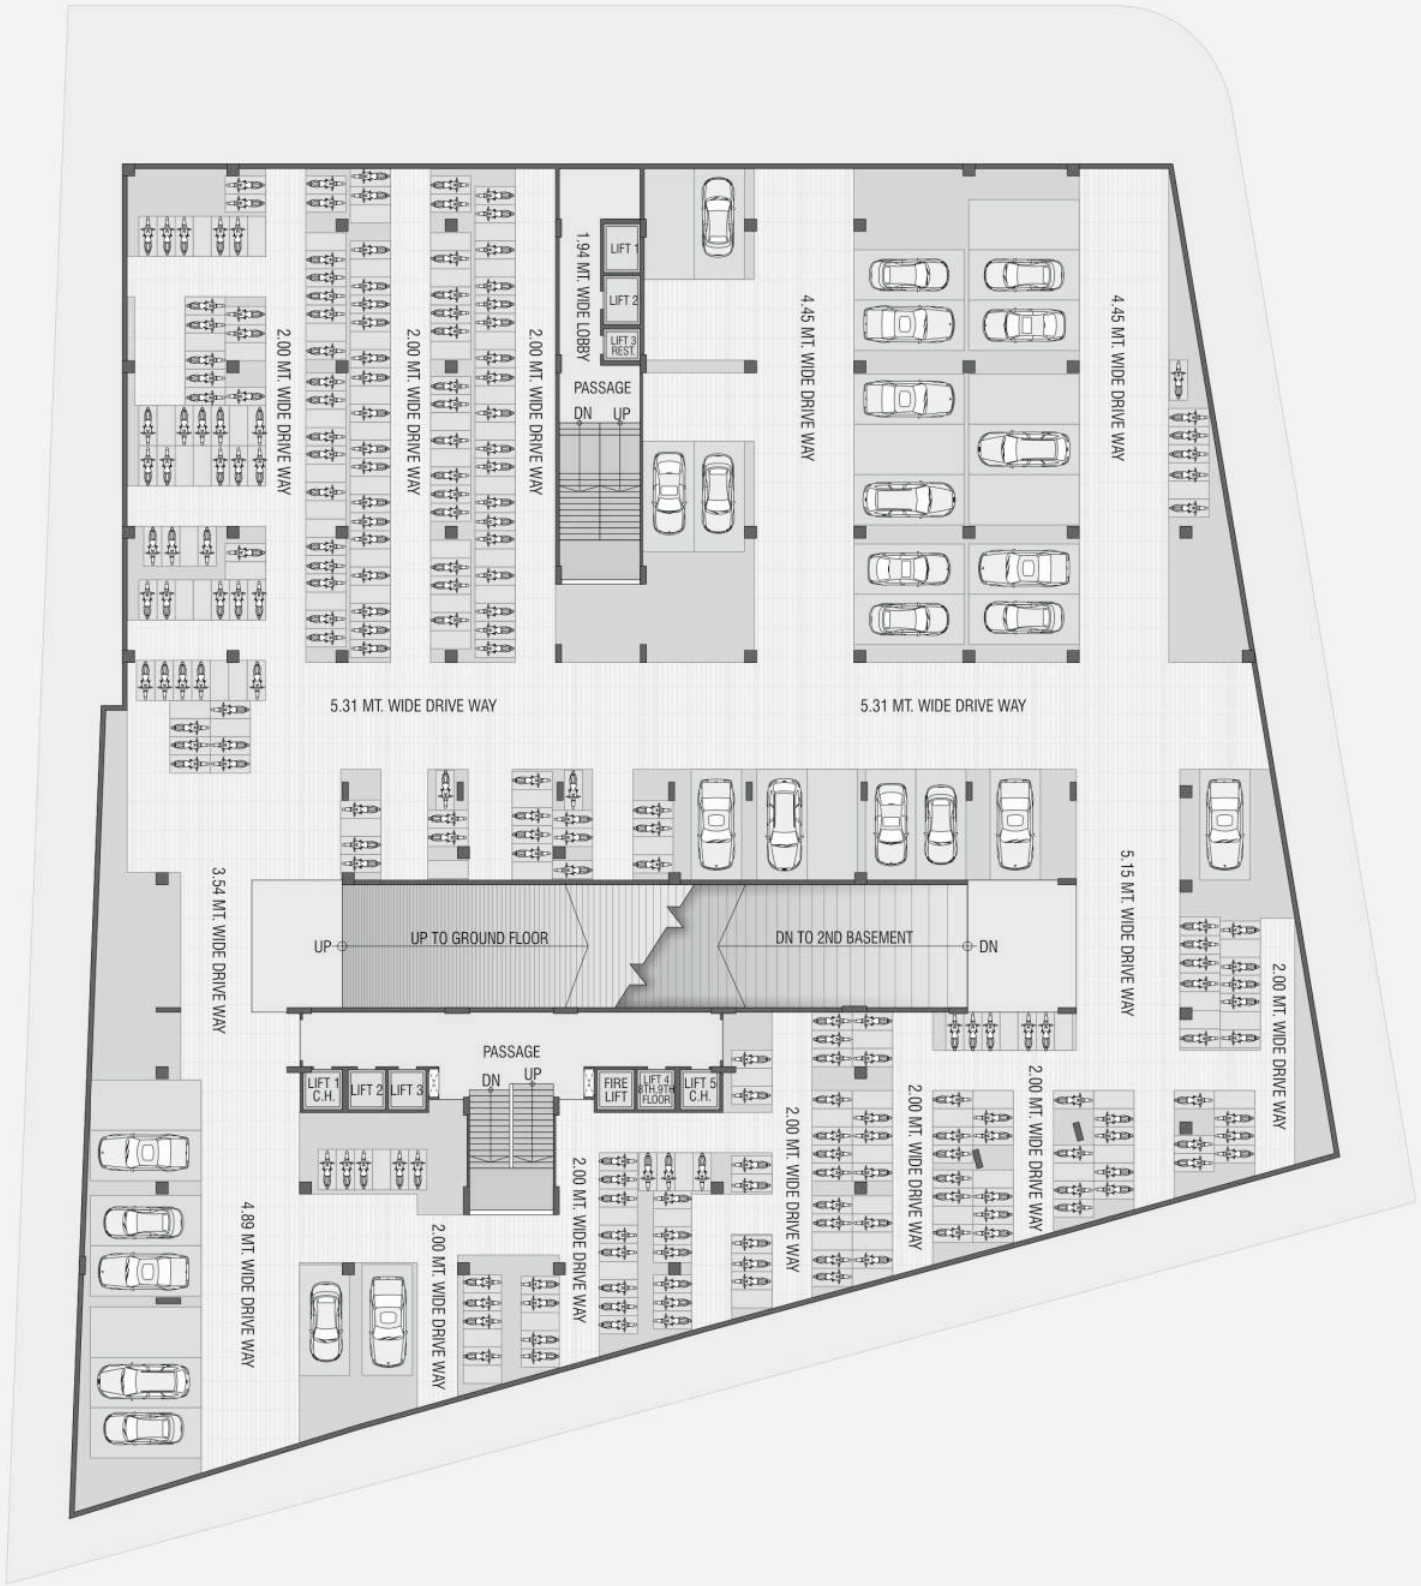 LIFT 1
LIFT 2
LIFT 3
REST.
1.94 MT. WIDE LOBBY
PASSAGE
DN
UP
2.00 MT. WIDE DRIVE WAY
2.00 MT. WIDE DRIVE WAY
2.00 MT. WIDE DRIVE WAY
4.45 MT. WIDE DRIVE WAY
4.45 MT. WIDE DRIVE WAY
5.31 MT. WIDE DRIVE WAY
5.31 MT. WIDE DRIVE WAY
3.54 MT. WIDE DRIVE WAY
UP
UP TO GROUND FLOOR
DN TO 2ND BASEMENT
DN
5.15 MT. WIDE DRIVE WAY
2.00 MT. WIDE DRIVE WAY
PASSAGE
DN
UP
LIFT 1
C.H.
LIFT 2
LIFT 3
FIRE
LIFT
LIFT 4
8TH,9TH
FLOOR
LIFT 5
C.H.
4.89 MT. WIDE DRIVE WAY
2.00 MT. WIDE DRIVE WAY
2.00 MT. WIDE DRIVE WAY
2.00 MT. WIDE DRIVE WAY
2.00 MT. WIDE DRIVE WAY
2.00 MT. WIDE DRIVE WAY